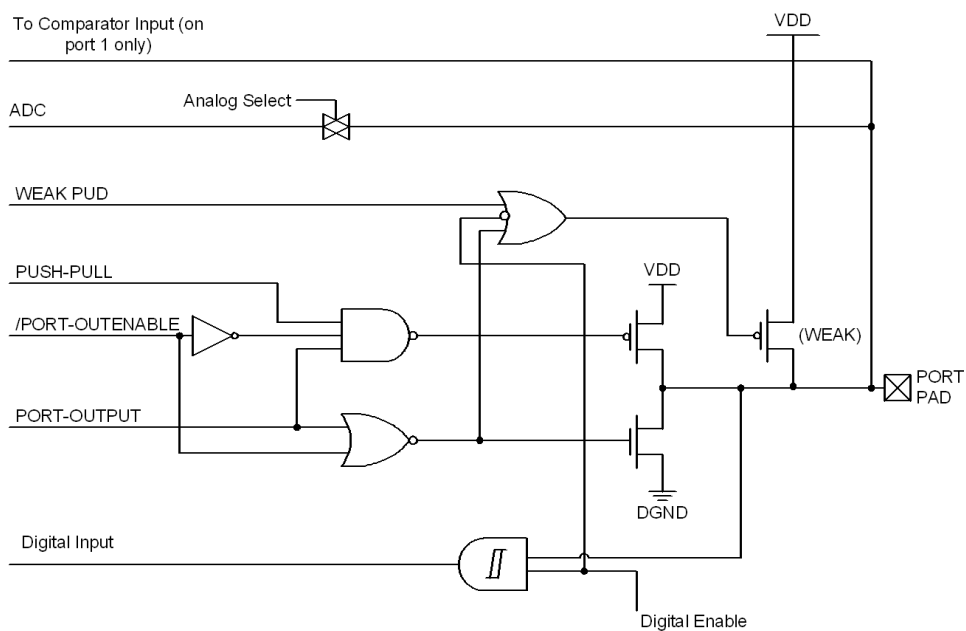 To Comparator Input (on
port 1 only)
VDD
Analog Select
ADC
WEAK PUD
PUSH-PULL
VDD
/PORT-OUTENABLE
(WEAK)
PORT
PAD
PORT-OUTPUT
DGND
Digital Input
Digital Enable